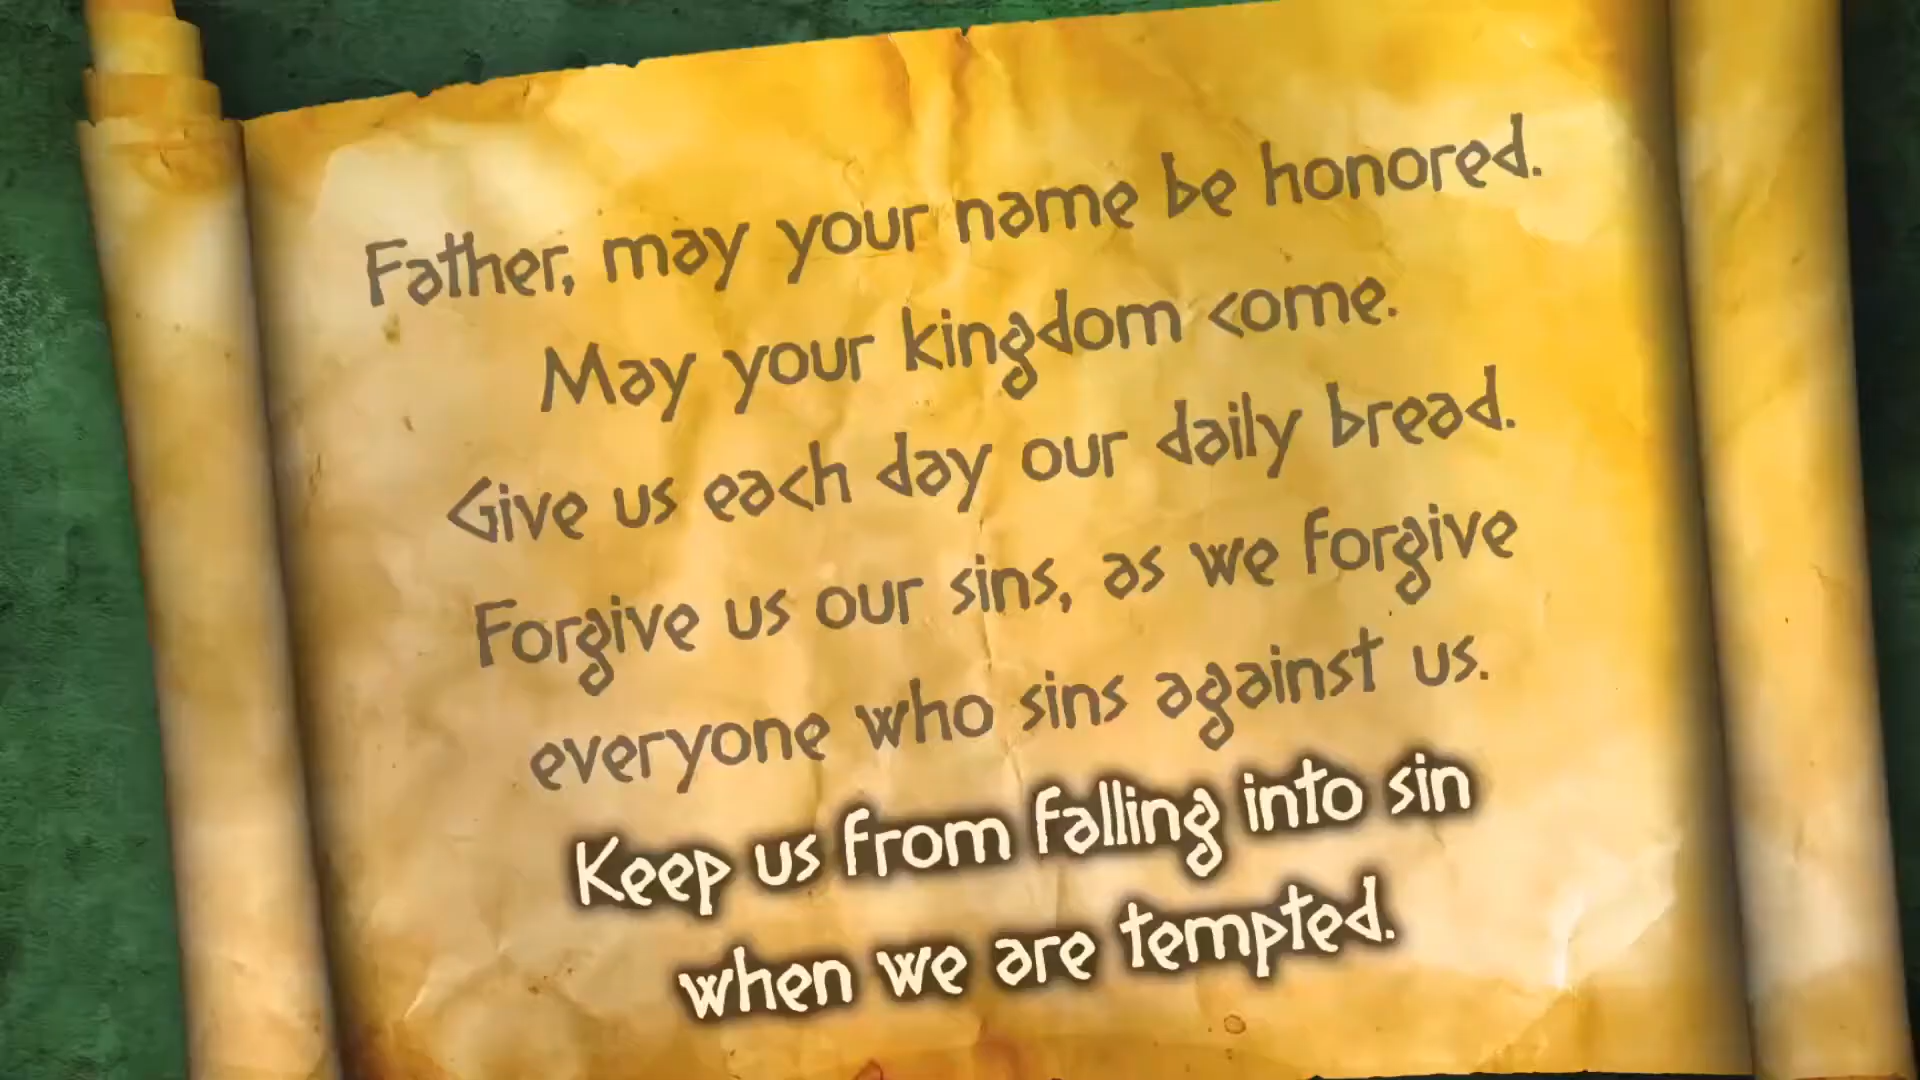 Father, may your name be honored.
May your kingdom come.
Give us each day our daily bread.
Forgive us our sins, as we forgive
everyone who sins against us.
Keep us from falling into sin
when we are tempted.